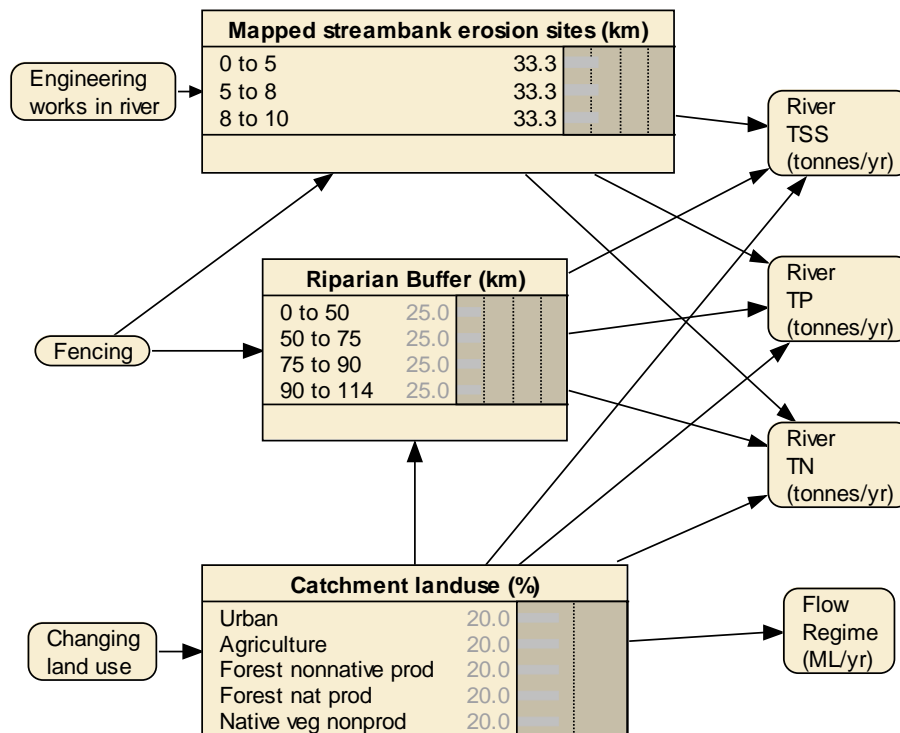 Mapped streambank erosion sites (km)
0 to 5 33.3
5 to 8 33.3
8 to 10 33.3
Engineering
works in river
River
TSS
(tonnes/yr)
Riparian Buffer (km)
0 to 50 25.0
50 to 75 25.0
75 to 90 25.0
90 to 114 25.0
River
TP
(tonnes/yr)
Fencing
River
TN
(tonnes/yr)
Catchment landuse (%)
Urban 20.0
Agriculture 20.0
Forest nonnative prod 20.0
Forest nat prod 20.0
Native veg nonprod 20.0
Changing
land use
Flow
Regime
(ML/yr)